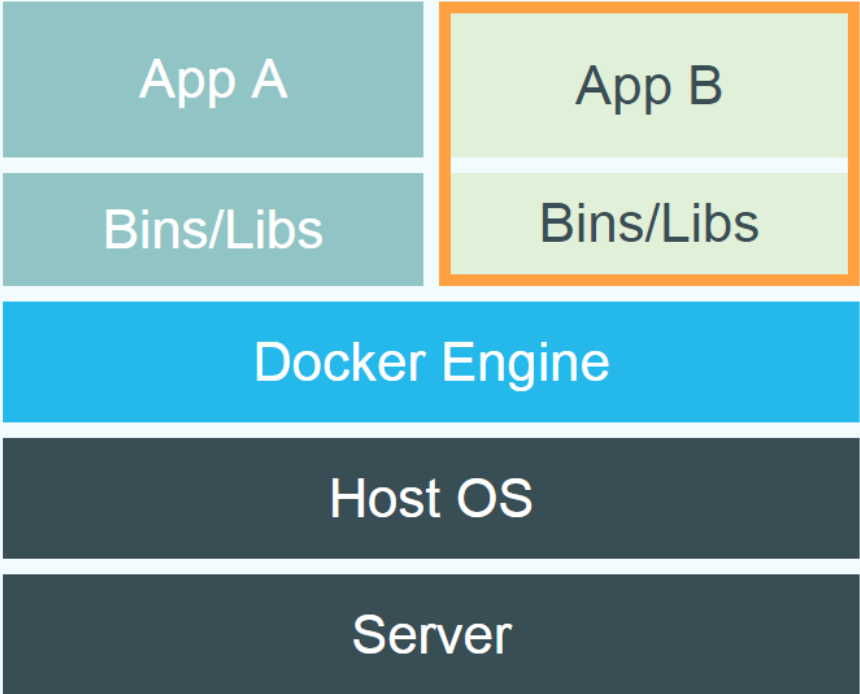 App A
App B
Bins/Libs
Bins/Libs
Docker Engine
Host OS
Server